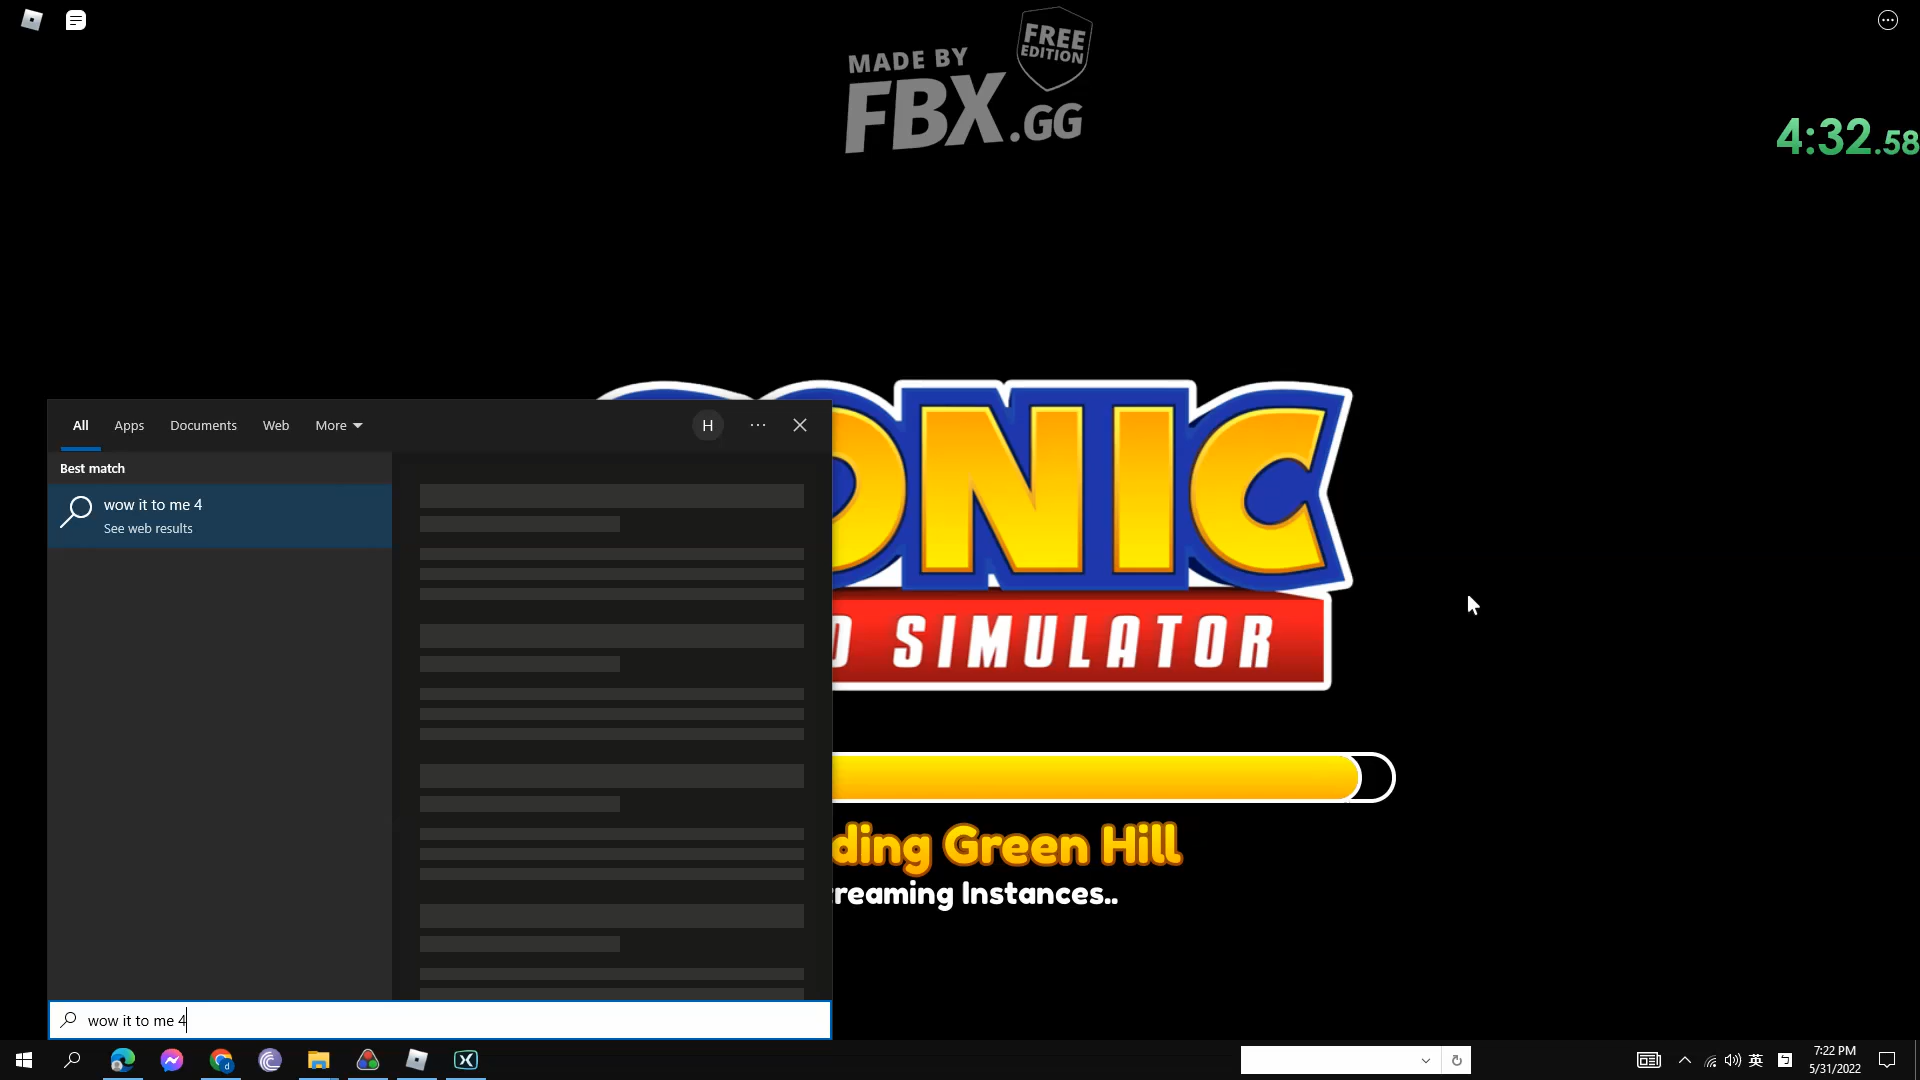 MADE BY
FREE
EDITION
FBX.GG
4:32.58
All
Apps
Documents
Web
More
H
Best match
wow it to me 4
See web results
ONIC
D SIMULATOR
ding Green Hill
reaming Instances..
wow it to me 4
英
7:22 PM
5/31/2022